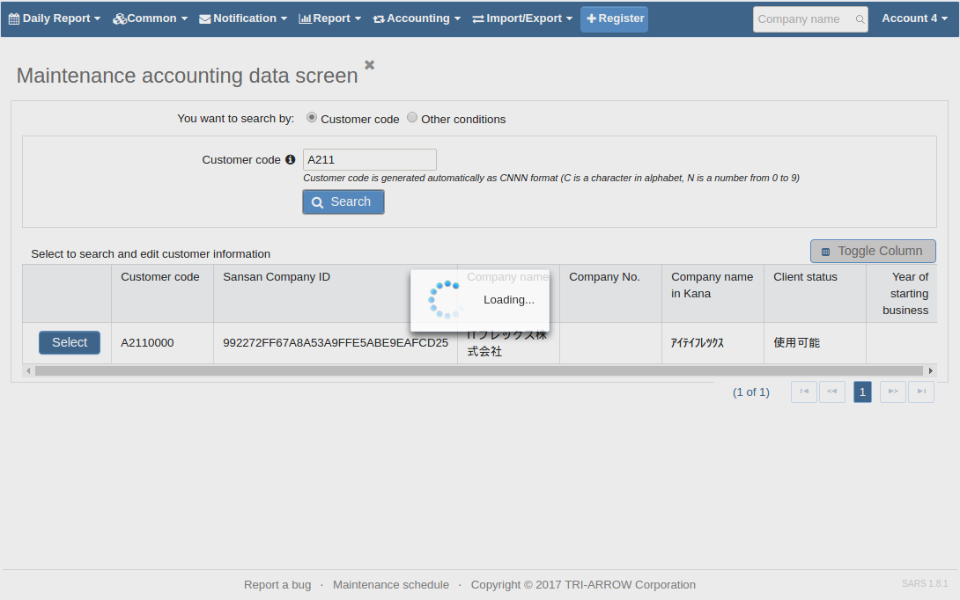 Daily Report Common Notification Report Accounting Import/Export Register Company name Account 4
Maintenance accounting data screen
You want to search by: Customer code Other conditions
Customer code A211
Customer code is generated automatically as CNNN format (C is a character in alphabet, N is a number from 0 to 9)
Search
Select to search and edit customer information
Toggle Column
Customer code Sansan Company ID Company name Company No. Company name in Kana Client status Year of starting business
Loading...
Select A2110000 992272FF67A8A53A9FFE5ABE9EAFCD25 ITフレックス株式会社 アイテイフレツクス 使用可能
(1 of 1) 1
Report a bug · Maintenance schedule · Copyright © 2017 TRI-ARROW Corporation
SARS 1.8.1